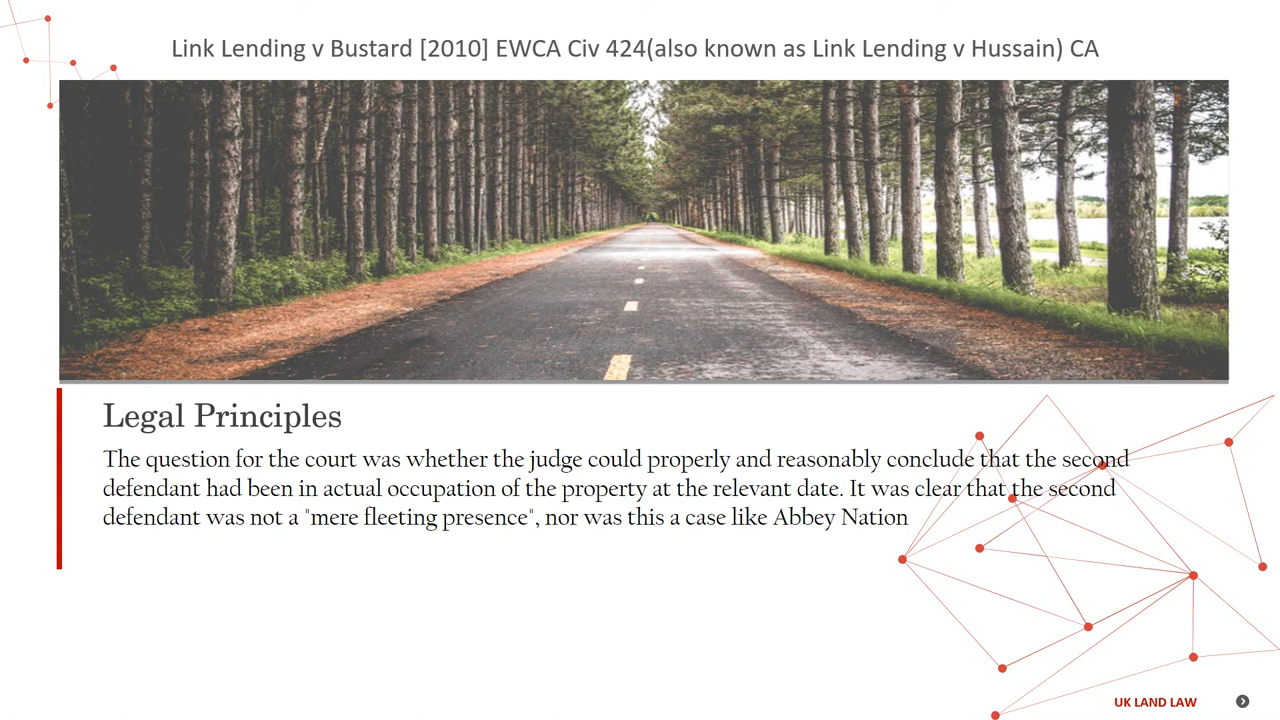 Link Lending v Bustard [2010] EWCA Civ 424(also known as Link Lending v Hussain) CA
Legal Principles
The question for the court was whether the judge could properly and reasonably conclude that the second
defendant had been in actual occupation of the property at the relevant date. It was clear that the second
defendant was not a "mere fleeting presence", nor was this a case like Abbey Nation
UK LAND LAW